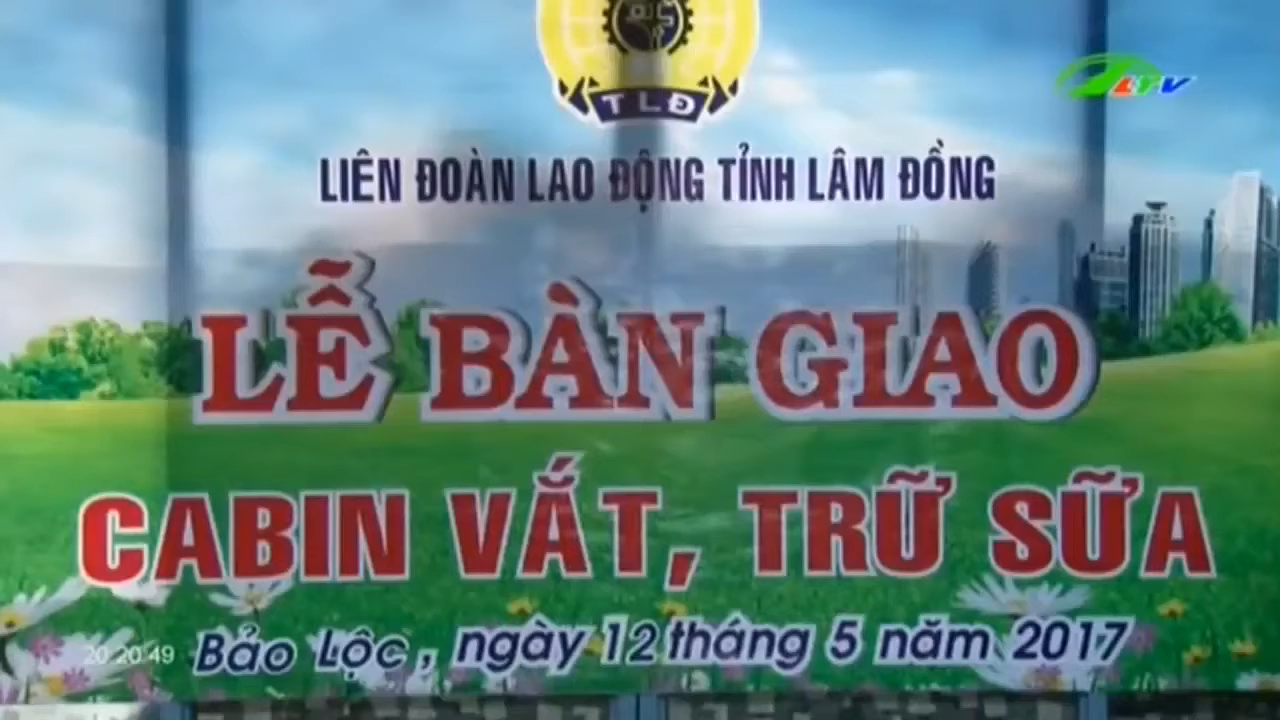 TLĐ
LTV
LIÊN ĐOÀN LAO ĐỘNG TỈNH LÂM ĐỒNG
LỄ BÀN GIAO
CABIN VẮT, TRỮ SỮA
Bảo Lộc, ngày 12 tháng 5 năm 2017
20:20:49